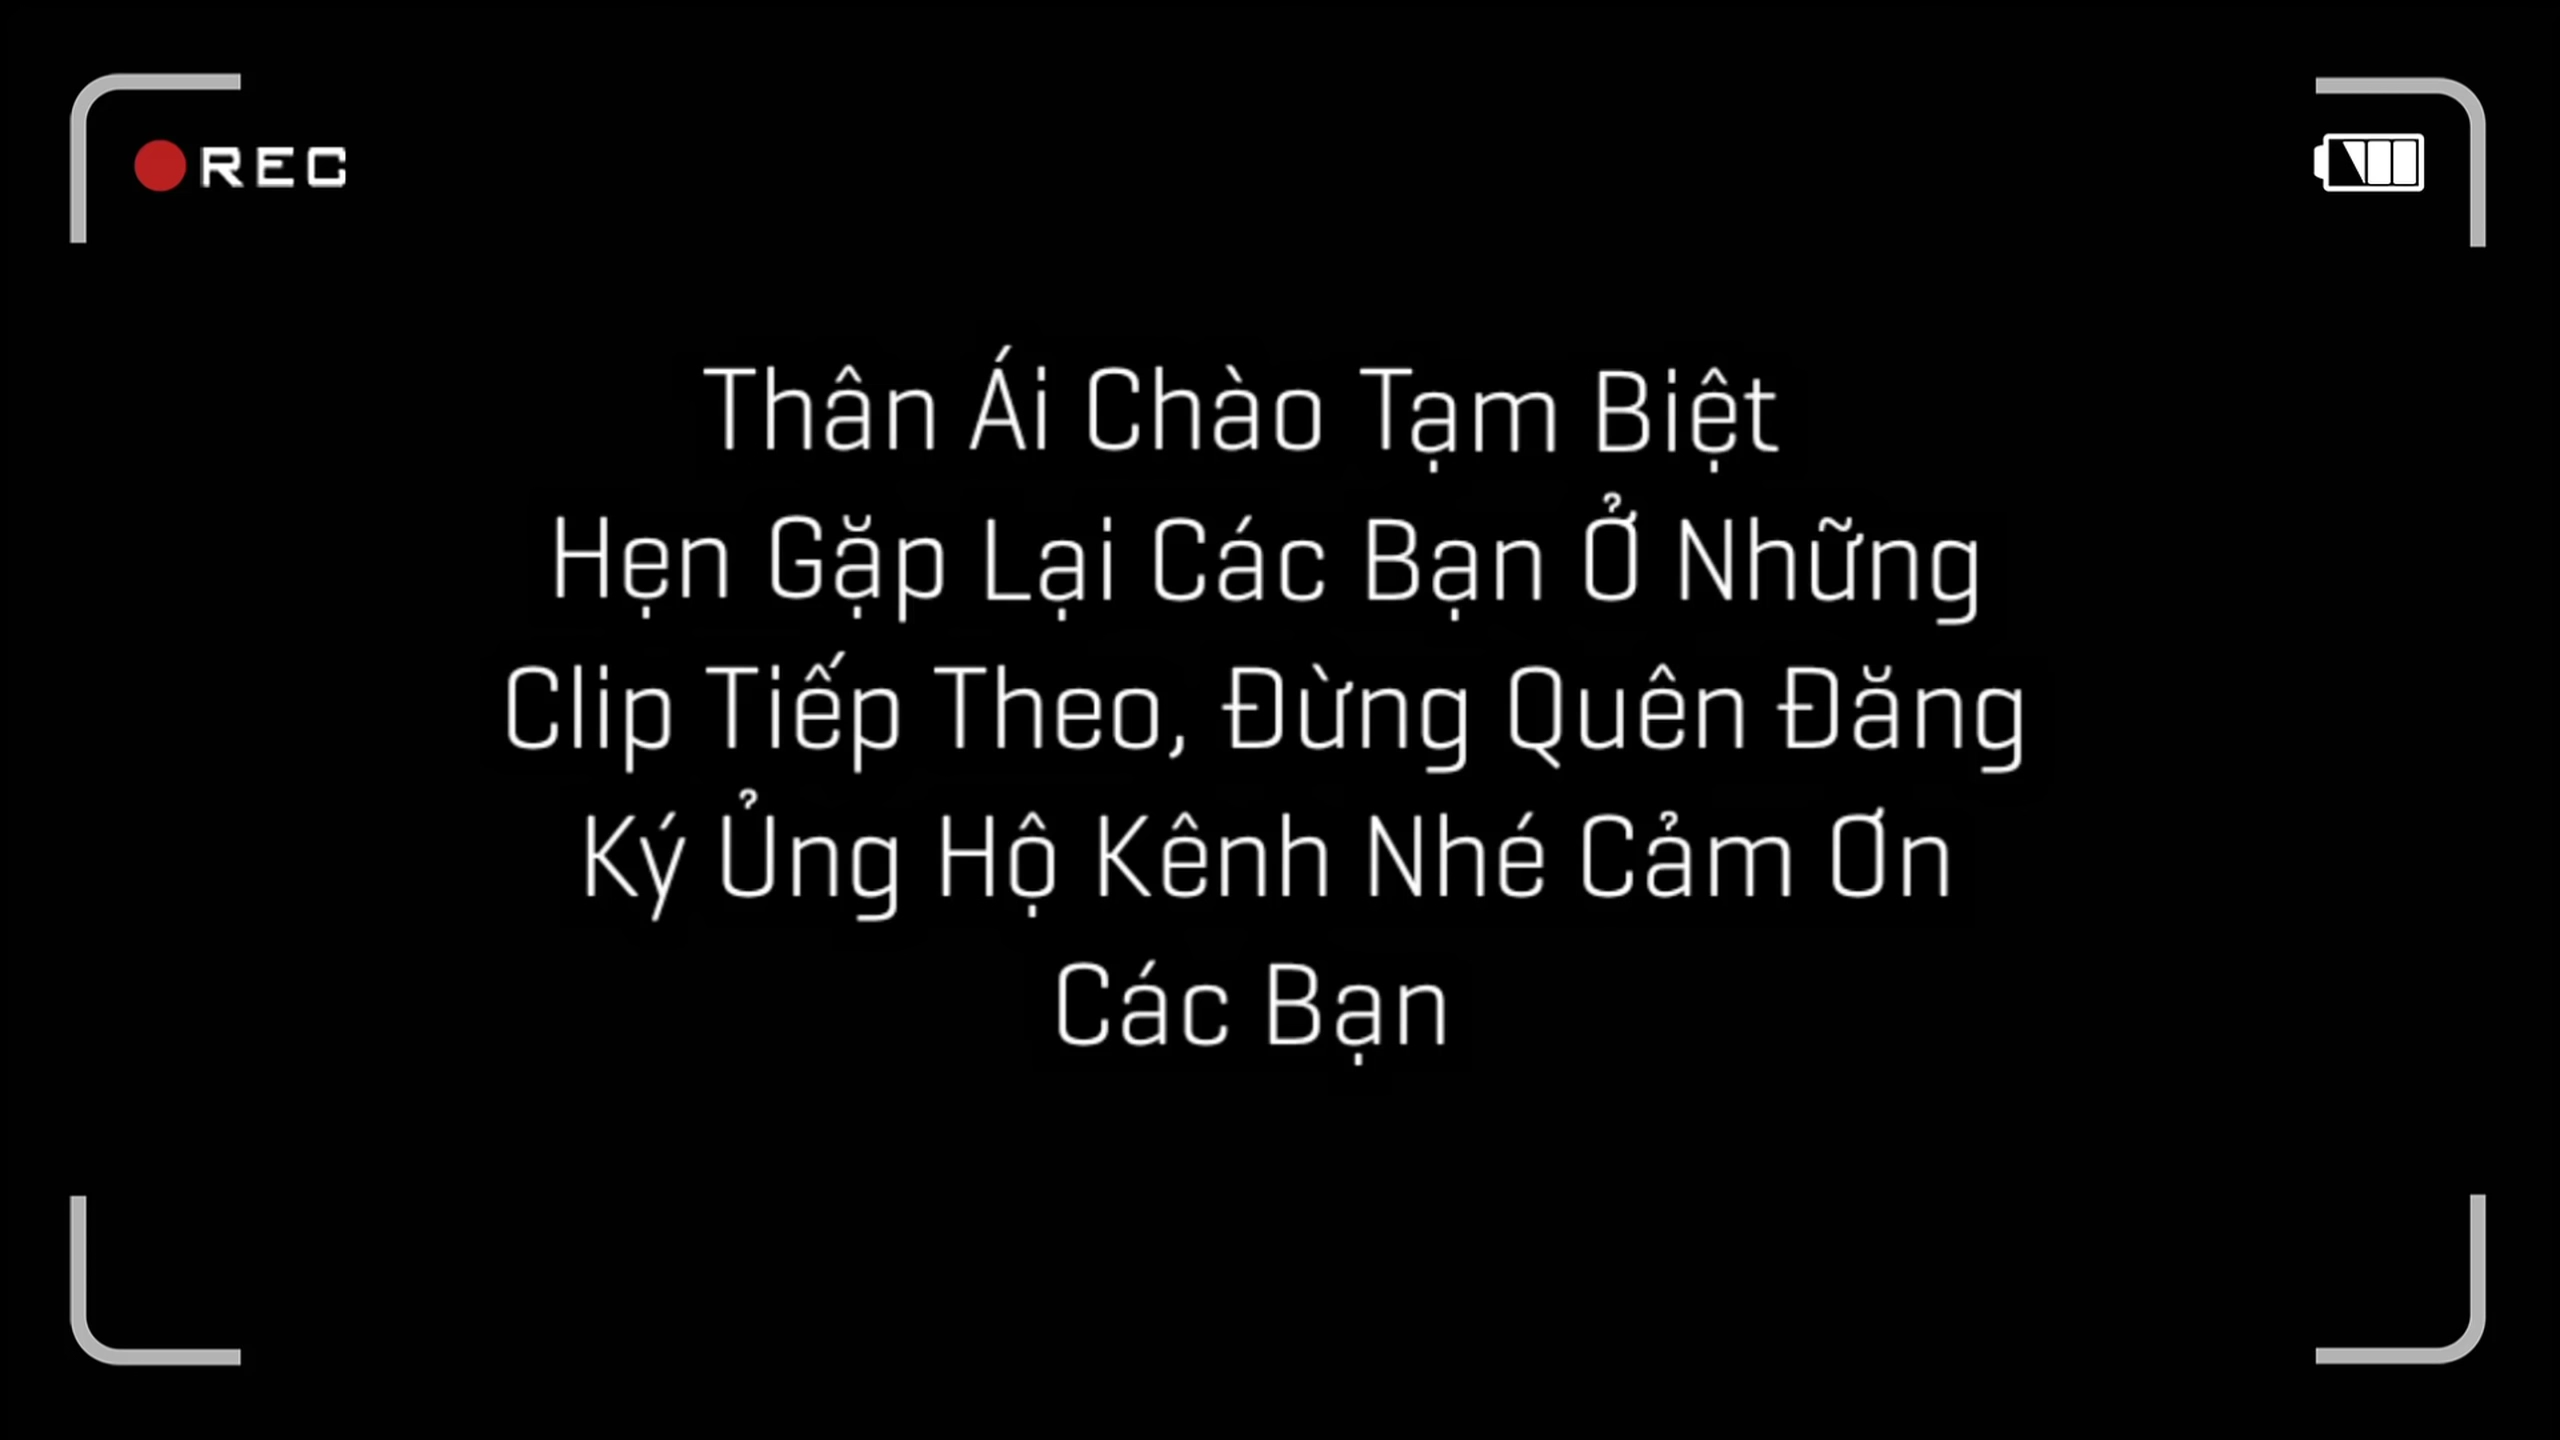 REC
Thân Ái Chào Tạm Biệt
Hẹn Gặp Lại Các Bạn Ở Những
Clip Tiếp Theo, Đừng Quên Đăng
Ký Ủng Hộ Kênh Nhé Cảm Ơn
Các Bạn